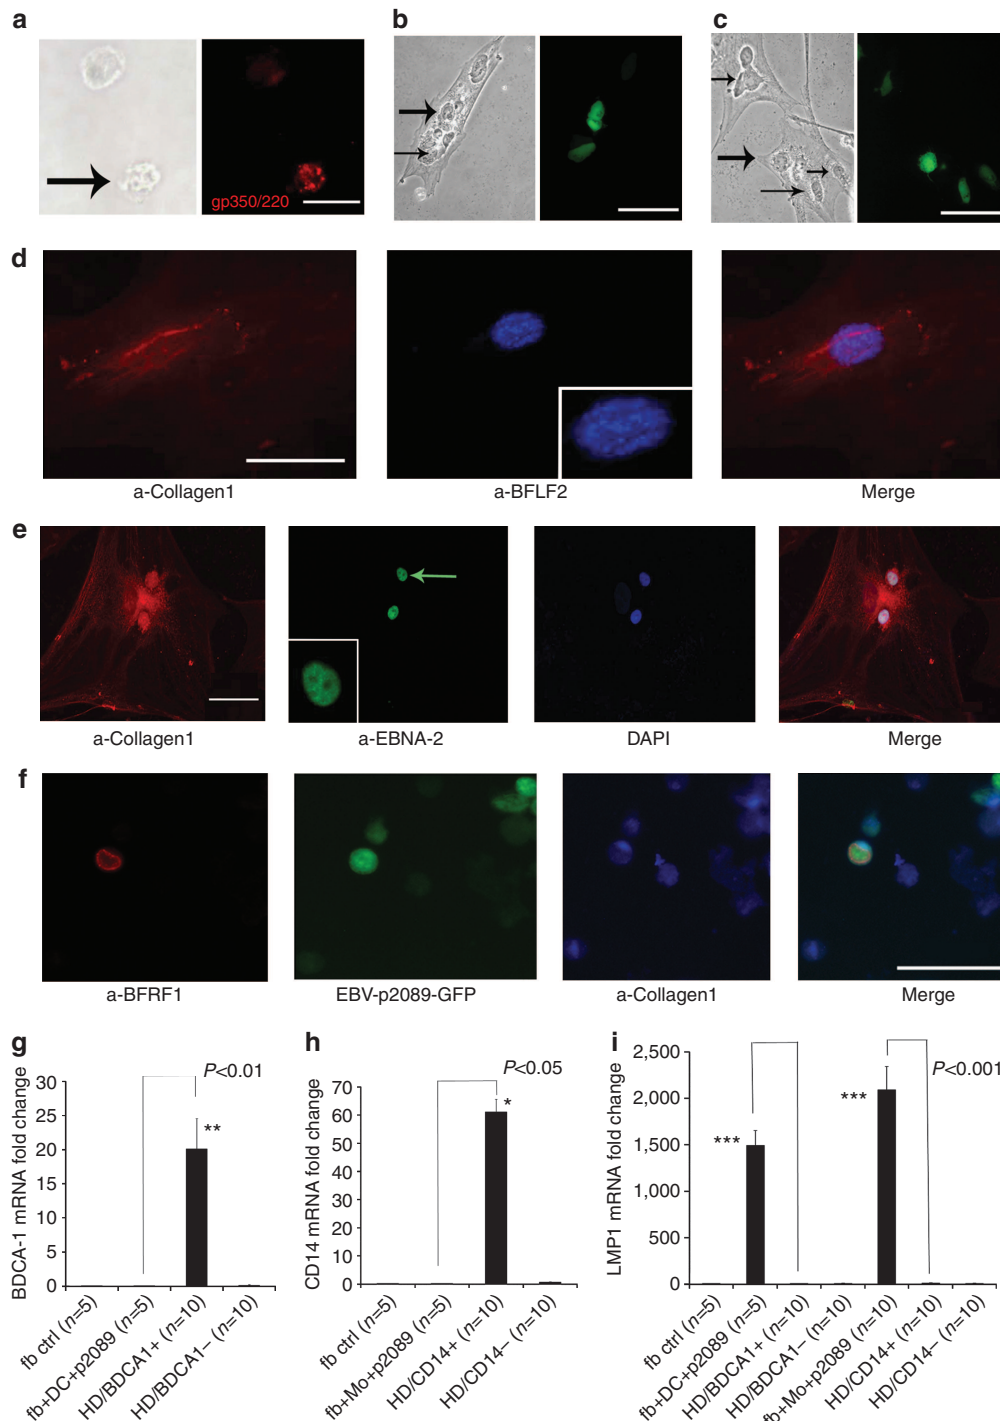 a
b
c
gp350/220
d
a-Collagen1
a-BFLF2
Merge
e
a-Collagen1
a-EBNA-2
DAPI
Merge
f
a-BFRF1
EBV-p2089-GFP
a-Collagen1
Merge
g
BDCA-1 mRNA fold change
30
25
20
15
10
5
0
P<0.01
**
fb ctrl (n=5)
fb+DC+p2089 (n=5)
HD/BDCA1+ (n=10)
HD/BDCA1– (n=10)
h
CD14 mRNA fold change
70
60
50
40
30
20
10
0
P<0.05
*
fb ctrl (n=5)
fb+Mo+p2089 (n=5)
HD/CD14+ (n=10)
HD/CD14– (n=10)
i
LMP1 mRNA fold change
2,500
2,000
1,500
1,000
500
0
P<0.001
***
***
fb ctrl (n=5)
fb+DC+p2089 (n=5)
HD/BDCA1+ (n=10)
HD/BDCA1– (n=10)
fb+Mo+p2089 (n=10)
HD/CD14+ (n=10)
HD/CD14– (n=10)